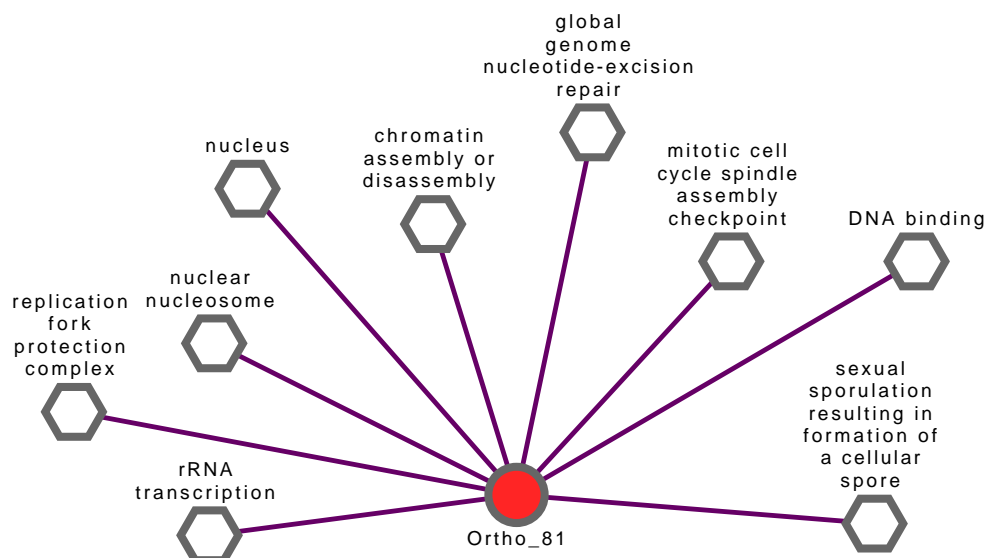 global
genome
nucleotide-excision
repair
nucleus
chromatin
assembly or
disassembly
mitotic cell
cycle spindle
assembly
checkpoint
DNA binding
nuclear
nucleosome
replication
fork
protection
complex
sexual
sporulation
resulting in
formation of
a cellular
spore
rRNA
transcription
Ortho_81